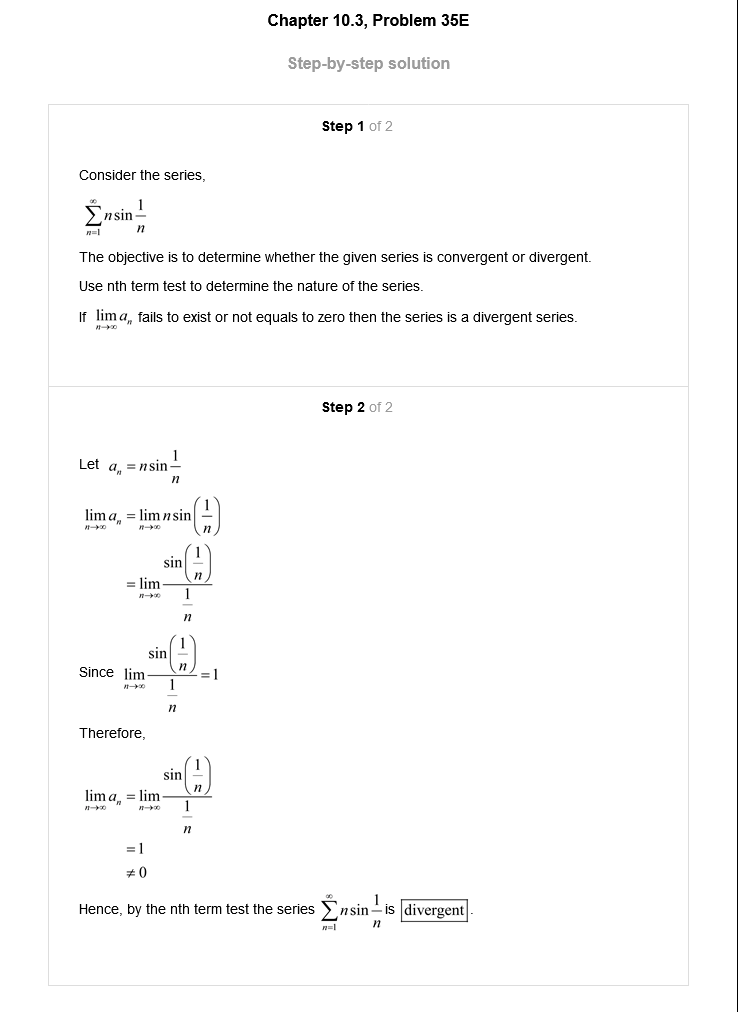 Chapter 10.3, Problem 35E
Step-by-step solution
Step 1 of 2
Consider the series,
$\sum_{n=1}^{\infty} n \sin \frac{1}{n}$
The objective is to determine whether the given series is convergent or divergent.
Use nth term test to determine the nature of the series.
If $\lim_{n \to \infty} a_n$ fails to exist or not equals to zero then the series is a divergent series.
Step 2 of 2
Let $a_n = n \sin \frac{1}{n}$
$\lim_{n \to \infty} a_n = \lim_{n \to \infty} n \sin \left( \frac{1}{n} \right)$
$= \lim_{n \to \infty} \frac{\sin \left( \frac{1}{n} \right)}{\frac{1}{n}}$
Since $\lim_{n \to \infty} \frac{\sin \left( \frac{1}{n} \right)}{\frac{1}{n}} = 1$
Therefore,
$\lim_{n \to \infty} a_n = \lim_{n \to \infty} \frac{\sin \left( \frac{1}{n} \right)}{\frac{1}{n}}$
$= 1$
$\neq 0$
Hence, by the nth term test the series $\sum_{n=1}^{\infty} n \sin \frac{1}{n}$ is $\boxed{\text{divergent}}$.